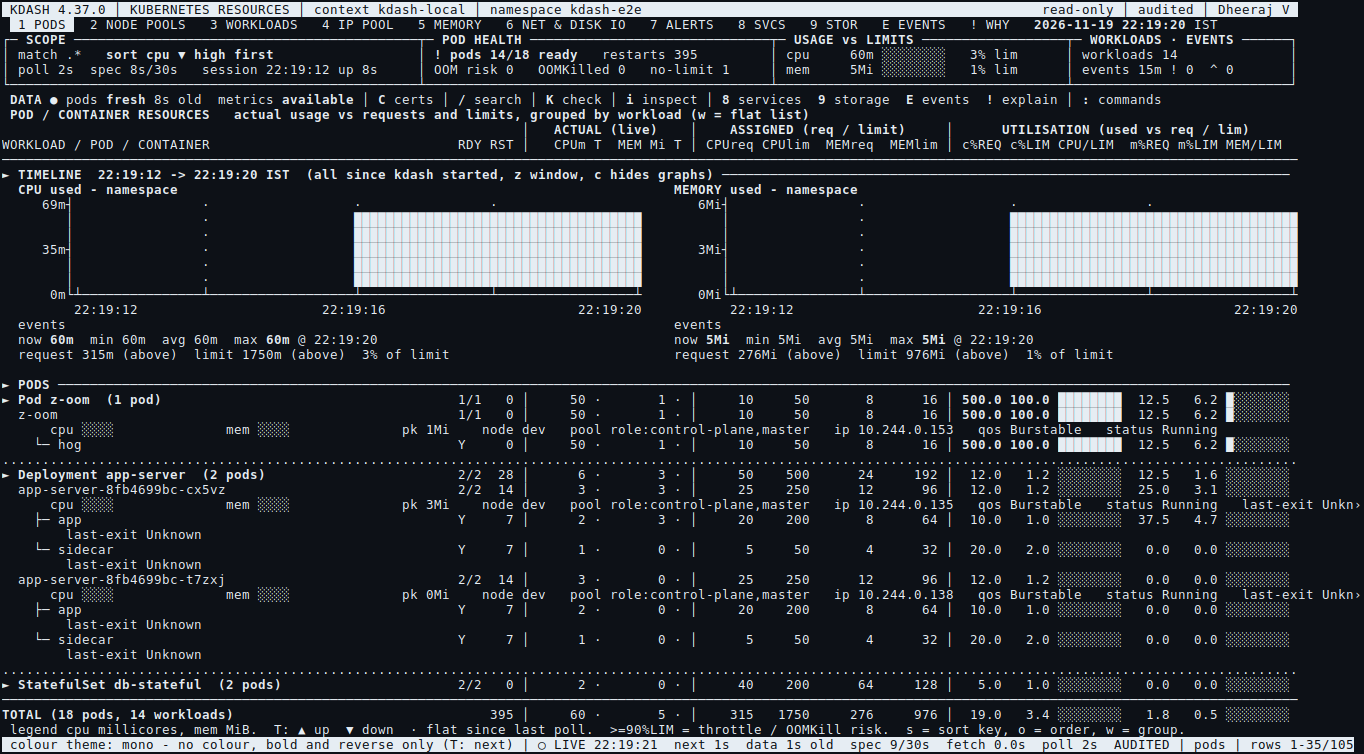 KDASH 4.37.0 │ KUBERNETES RESOURCES │ context kdash-local │ namespace kdash-e2e read-only │ audited │ Dheeraj V
1 PODS 2 NODE POOLS 3 WORKLOADS 4 IP POOL 5 MEMORY 6 NET & DISK IO 7 ALERTS 8 SVCS 9 STOR E EVENTS ! WHY 2026-11-19 22:19:20 IST
SCOPE POD HEALTH USAGE vs LIMITS WORKLOADS · EVENTS
match .* sort cpu ▼ high first │ ! pods 14/18 ready restarts 395 │ cpu 60m 3% lim │ workloads 14
poll 2s spec 8s/30s session 22:19:12 up 8s │ OOM risk 0 OOMKilled 0 no-limit 1 │ mem 5Mi 1% lim │ events 15m ! 0 ^ 0
DATA ● pods fresh 8s old metrics available │ C certs │ / search │ K check │ i inspect │ 8 services 9 storage E events ! explain │ : commands
POD / CONTAINER RESOURCES actual usage vs requests and limits, grouped by workload (w = flat list)
│ ACTUAL (live) │ ASSIGNED (req / limit) │ UTILISATION (used vs req / lim)
WORKLOAD / POD / CONTAINER RDY RST │ CPUm T MEM Mi T │ CPUreq CPUlim MEMreq MEMlim │ c%REQ c%LIM CPU/LIM m%REQ m%LIM MEM/LIM
► TIMELINE 22:19:12 -> 22:19:20 IST (all since kdash started, z window, c hides graphs)
CPU used - namespace MEMORY used - namespace
69m 6Mi
35m 3Mi
0m 0Mi
22:19:12 22:19:16 22:19:20 22:19:12 22:19:16 22:19:20
events events
now 60m min 60m avg 60m max 60m @ 22:19:20 now 5Mi min 5Mi avg 5Mi max 5Mi @ 22:19:20
request 315m (above) limit 1750m (above) 3% of limit request 276Mi (above) limit 976Mi (above) 1% of limit
► PODS
► Pod z-oom (1 pod) 1/1 0 │ 50 · 1 · │ 10 50 8 16 │ 500.0 100.0 12.5 6.2
z-oom 1/1 0 │ 50 · 1 · │ 10 50 8 16 │ 500.0 100.0 12.5 6.2
cpu mem pk 1Mi node dev pool role:control-plane,master ip 10.244.0.153 qos Burstable status Running
└─ hog Y 0 │ 50 · 1 · │ 10 50 8 16 │ 500.0 100.0 12.5 6.2
► Deployment app-server (2 pods) 2/2 28 │ 6 · 3 · │ 50 500 24 192 │ 12.0 1.2 12.5 1.6
app-server-8fb4699bc-cx5vz 2/2 14 │ 3 · 3 · │ 25 250 12 96 │ 12.0 1.2 25.0 3.1
cpu mem pk 3Mi node dev pool role:control-plane,master ip 10.244.0.135 qos Burstable status Running last-exit Unkn›
├─ app Y 7 │ 2 · 3 · │ 20 200 8 64 │ 10.0 1.0 37.5 4.7
last-exit Unknown
└─ sidecar Y 7 │ 1 · 0 · │ 5 50 4 32 │ 20.0 2.0 0.0 0.0
last-exit Unknown
app-server-8fb4699bc-t7zxj 2/2 14 │ 3 · 0 · │ 25 250 12 96 │ 12.0 1.2 0.0 0.0
cpu mem pk 0Mi node dev pool role:control-plane,master ip 10.244.0.138 qos Burstable status Running last-exit Unkn›
├─ app Y 7 │ 2 · 0 · │ 20 200 8 64 │ 10.0 1.0 0.0 0.0
last-exit Unknown
└─ sidecar Y 7 │ 1 · 0 · │ 5 50 4 32 │ 20.0 2.0 0.0 0.0
last-exit Unknown
► StatefulSet db-stateful (2 pods) 2/2 0 │ 2 · 0 · │ 40 200 64 128 │ 5.0 1.0 0.0 0.0
TOTAL (18 pods, 14 workloads) 395 │ 60 · 5 · │ 315 1750 276 976 │ 19.0 3.4 1.8 0.5
legend cpu millicores, mem MiB. T: ▲ up ▼ down · flat since last poll. >=90%LIM = throttle / OOMKill risk. s = sort key, o = order, w = group.
colour theme: mono - no colour, bold and reverse only (T: next) │ ○ LIVE 22:19:21 next 1s data 1s old spec 9/30s fetch 0.0s poll 2s AUDITED │ pods │ rows 1-35/105